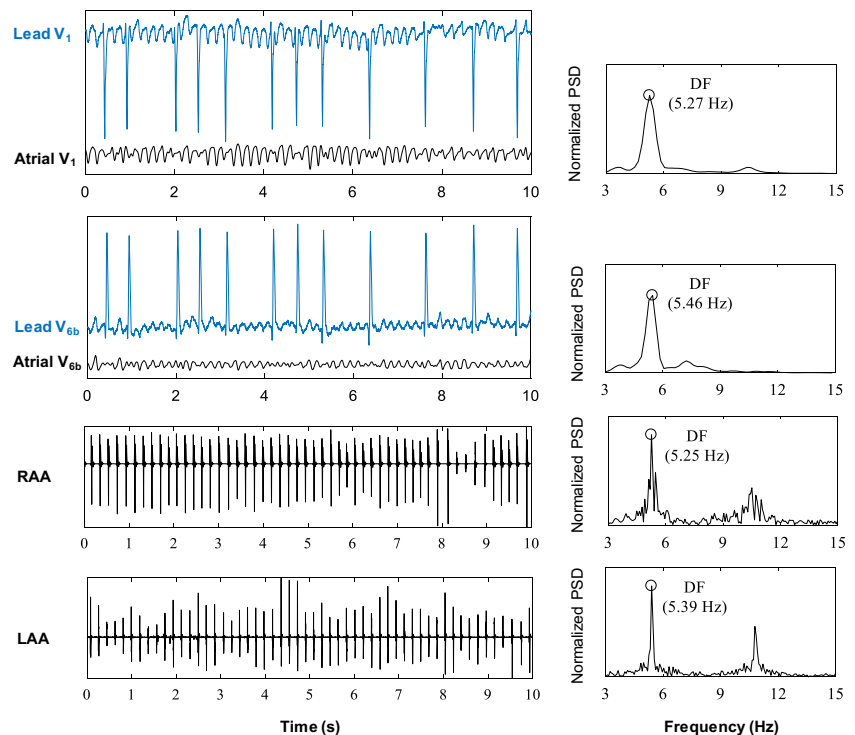 Lead V1
Atrial V1
0 2 4 6 8 10
Normalized PSD
DF
(5.27 Hz)
3 6 9 12 15
Lead V6b
Atrial V6b
0 2 4 6 8 10
Normalized PSD
DF
(5.46 Hz)
3 6 9 12 15
RAA
0 1 2 3 4 5 6 7 8 9 10
Normalized PSD
DF
(5.25 Hz)
3 6 9 12 15
LAA
0 1 2 3 4 5 6 7 8 9 10
Time (s)
Normalized PSD
DF
(5.39 Hz)
3 6 9 12 15
Frequency (Hz)